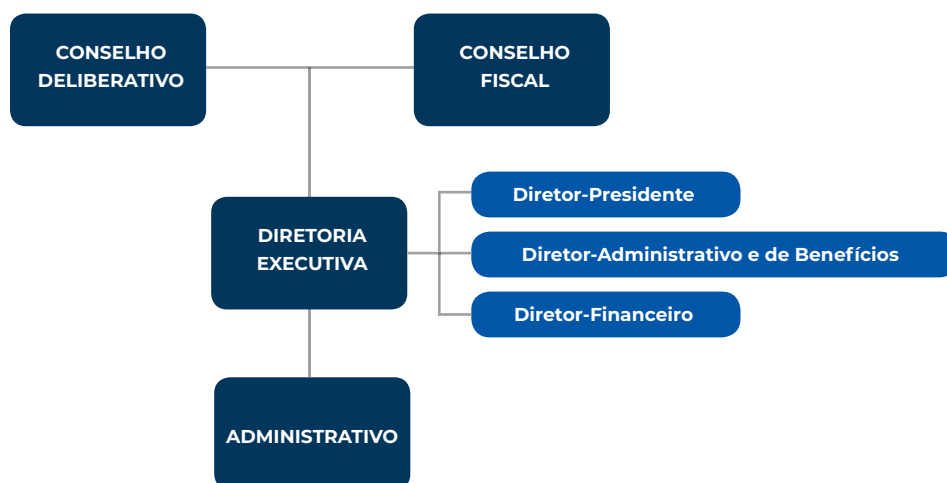 CONSELHO
DELIBERATIVO
CONSELHO
FISCAL
DIRETORIA
EXECUTIVA
Diretor-Presidente
Diretor-Administrativo e de Benefícios
Diretor-Financeiro
ADMINISTRATIVO